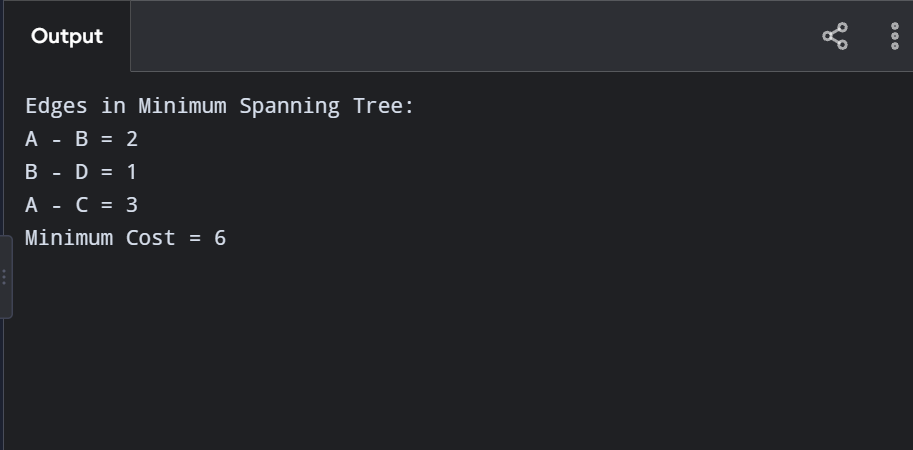 Output
Edges in Minimum Spanning Tree:
A - B = 2
B - D = 1
A - C = 3
Minimum Cost = 6